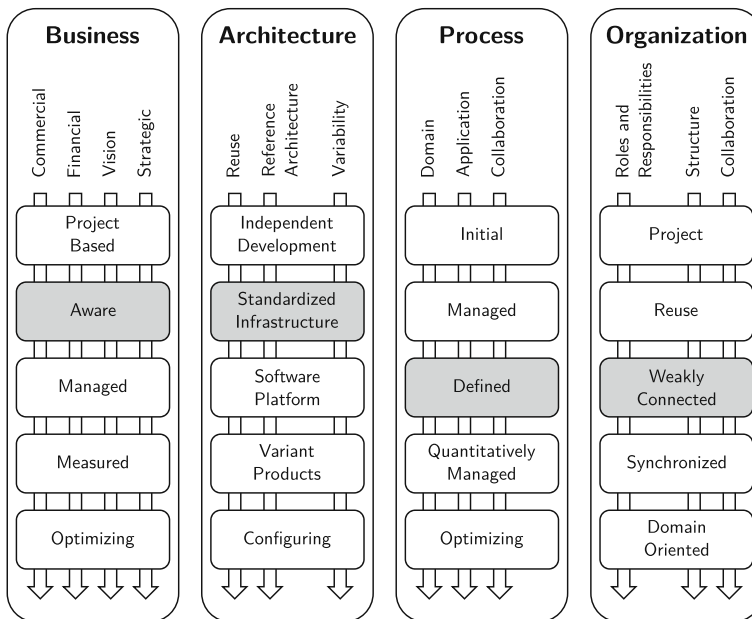 Business
Commercial
Financial
Vision
Strategic
Project
Based
Aware
Managed
Measured
Optimizing
Architecture
Reuse
Reference
Architecture
Variability
Independent
Development
Standardized
Infrastructure
Software
Platform
Variant
Products
Configuring
Process
Domain
Application
Collaboration
Initial
Managed
Defined
Quantitatively
Managed
Optimizing
Organization
Roles and
Responsibilities
Structure
Collaboration
Project
Reuse
Weakly
Connected
Synchronized
Domain
Oriented